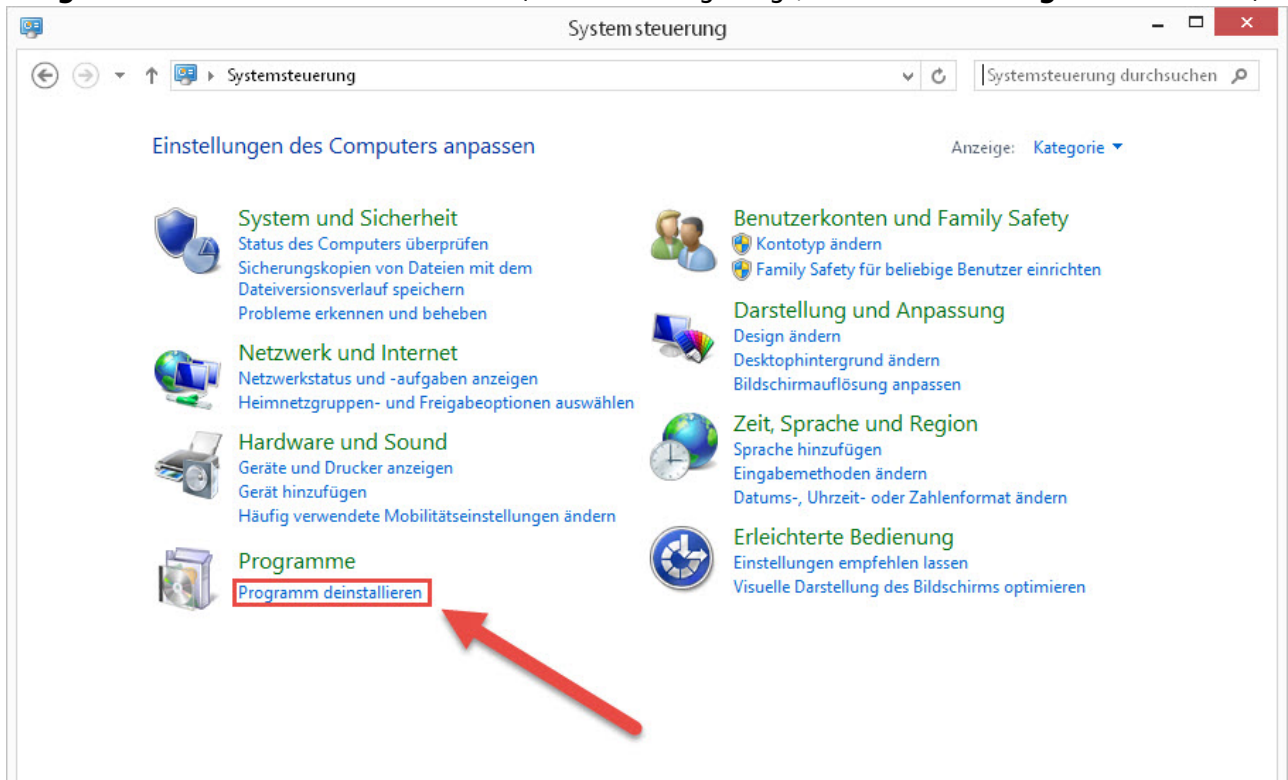 Systemsteuerung
Systemsteuerung
Systemsteuerung durchsuchen
Einstellungen des Computers anpassen
Anzeige: Kategorie
System und Sicherheit
Status des Computers überprüfen
Sicherungskopien von Dateien mit dem
Dateiversionsverlauf speichern
Probleme erkennen und beheben
Netzwerk und Internet
Netzwerkstatus und -aufgaben anzeigen
Heimnetzgruppen- und Freigabeoptionen auswählen
Hardware und Sound
Geräte und Drucker anzeigen
Gerät hinzufügen
Häufig verwendete Mobilitätseinstellungen ändern
Programme
Programm deinstallieren
Benutzerkonten und Family Safety
Kontotyp ändern
Family Safety für beliebige Benutzer einrichten
Darstellung und Anpassung
Design ändern
Desktophintergrund ändern
Bildschirmauflösung anpassen
Zeit, Sprache und Region
Sprache hinzufügen
Eingabemethoden ändern
Datums-, Uhrzeit- oder Zahlenformat ändern
Erleichterte Bedienung
Einstellungen empfehlen lassen
Visuelle Darstellung des Bildschirms optimieren